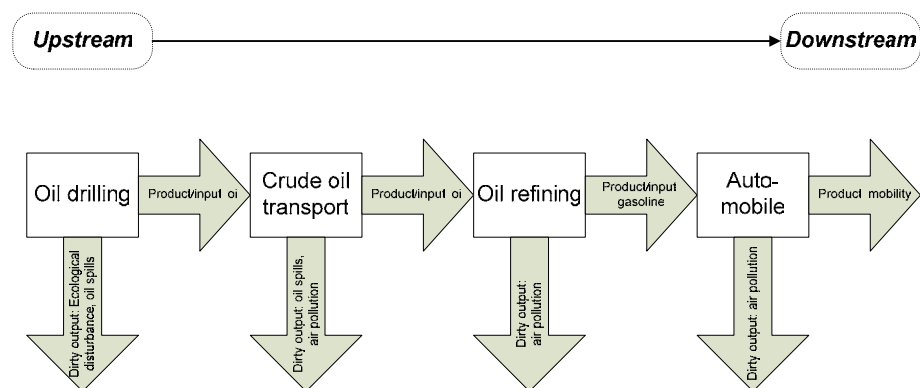 Upstream
Downstream
Oil drilling
Product/input oi
Crude oil
transport
Product/input oi
Oil refining
Product/input
gasoline
Auto-
mobile
Product mobility
Dirty output: Ecological
disturbance, oil spills
Dirty output: oil spills,
air pollution
Dirty output:
air pollution
Dirty output: air pollution